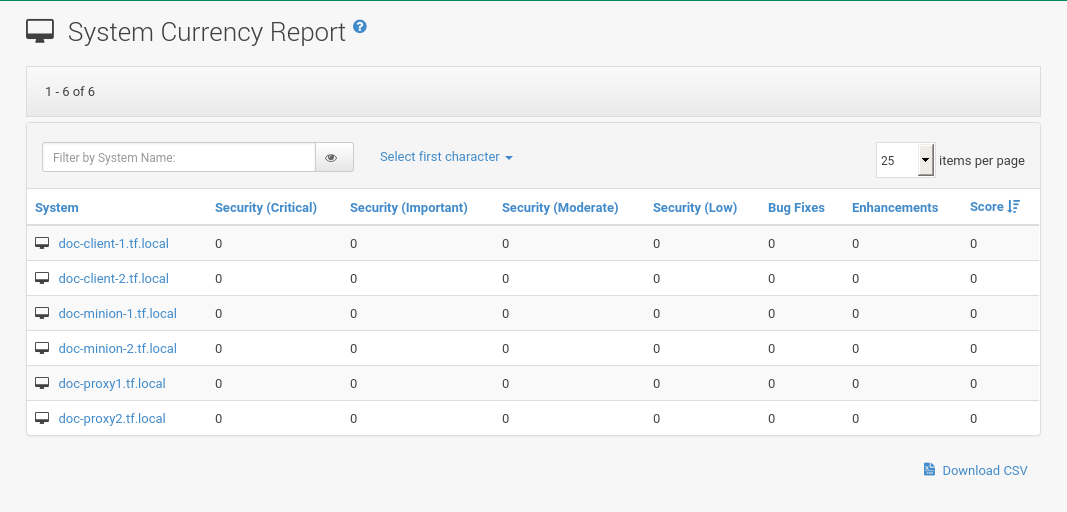 System Currency Report ?
1 - 6 of 6
Filter by System Name: Select first character 25 items per page
System Security (Critical) Security (Important) Security (Moderate) Security (Low) Bug Fixes Enhancements Score
doc-client-1.tf.local 0 0 0 0 0 0 0
doc-client-2.tf.local 0 0 0 0 0 0 0
doc-minion-1.tf.local 0 0 0 0 0 0 0
doc-minion-2.tf.local 0 0 0 0 0 0 0
doc-proxy1.tf.local 0 0 0 0 0 0 0
doc-proxy2.tf.local 0 0 0 0 0 0 0
Download CSV